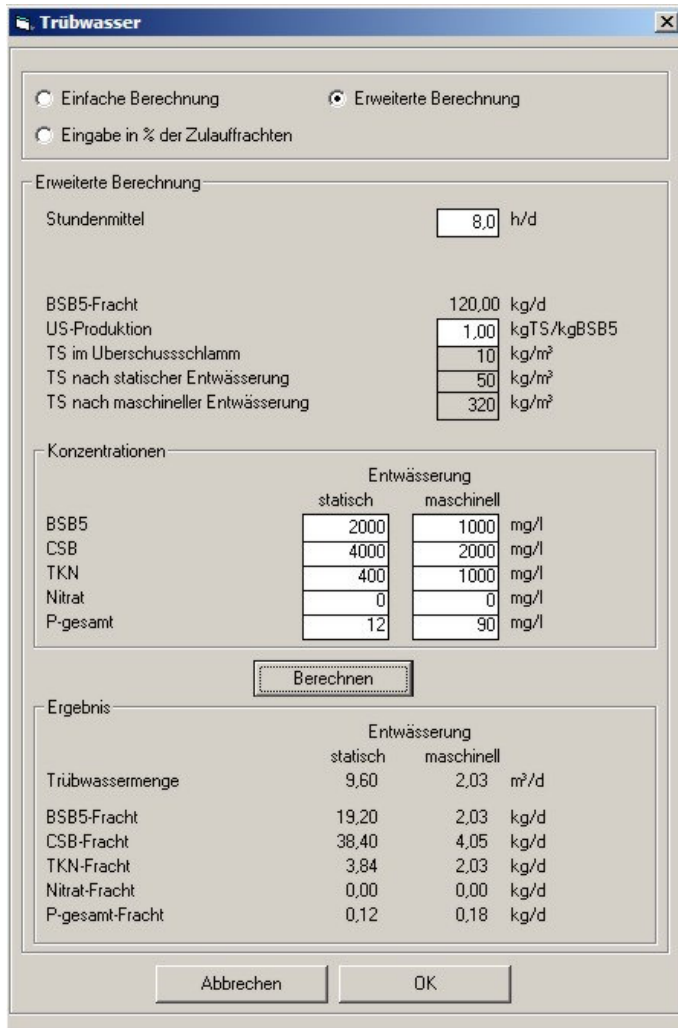 Trübwasser
Einfache Berechnung Erweiterte Berechnung
Eingabe in % der Zulauffrachten
Erweiterte Berechnung
Stundenmittel 8,0 h/d
BSB5-Fracht 120,00 kg/d
US-Produktion 1,00 kgTS/kgBSB5
TS im Uberschussschlamm 10 kg/m³
TS nach statischer Entwässerung 50 kg/m³
TS nach maschineller Entwässerung 320 kg/m³
Konzentrationen
Entwässerung
statisch maschinell
BSB5 2000 1000 mg/l
CSB 4000 2000 mg/l
TKN 400 1000 mg/l
Nitrat 0 0 mg/l
P-gesamt 12 90 mg/l
Berechnen
Ergebnis
Entwässerung
statisch maschinell
Trübwassermenge 9,60 2,03 m³/d
BSB5-Fracht 19,20 2,03 kg/d
CSB-Fracht 38,40 4,05 kg/d
TKN-Fracht 3,84 2,03 kg/d
Nitrat-Fracht 0,00 0,00 kg/d
P-gesamt-Fracht 0,12 0,18 kg/d
Abbrechen OK